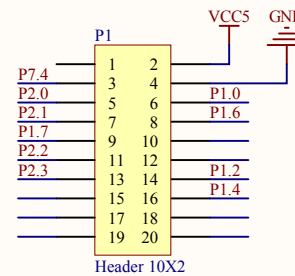 VCC5
GND
P1
1 2
P7.4 3 4
P2.0 5 6 P1.0
P2.1 7 8 P1.6
P1.7 9 10
P2.2 11 12
P2.3 13 14 P1.2
15 16 P1.4
17 18
19 20
Header 10X2